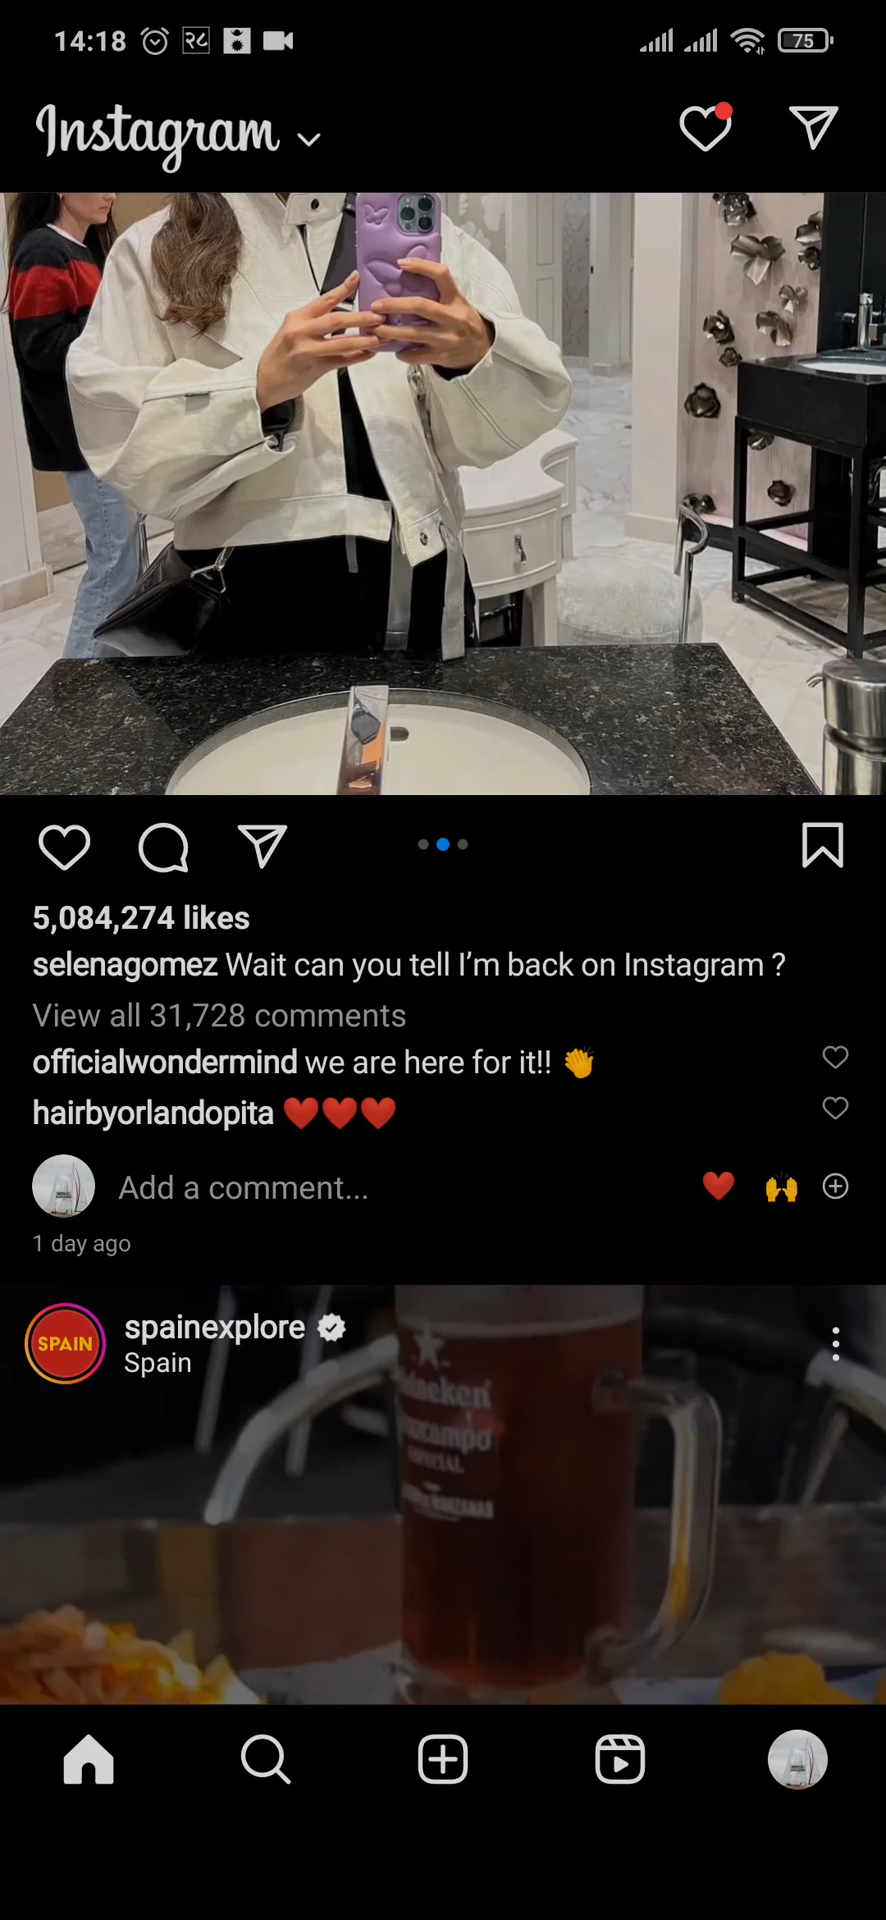 14:18
२८
75
Instagram
5,084,274 likes
selenagomez Wait can you tell I’m back on Instagram ?
View all 31,728 comments
officialwondermind we are here for it!! 👏
hairbyorlandopita ❤️❤️❤️
Add a comment... ❤️ 🙌
1 day ago
SPAIN
spainexplore
Spain